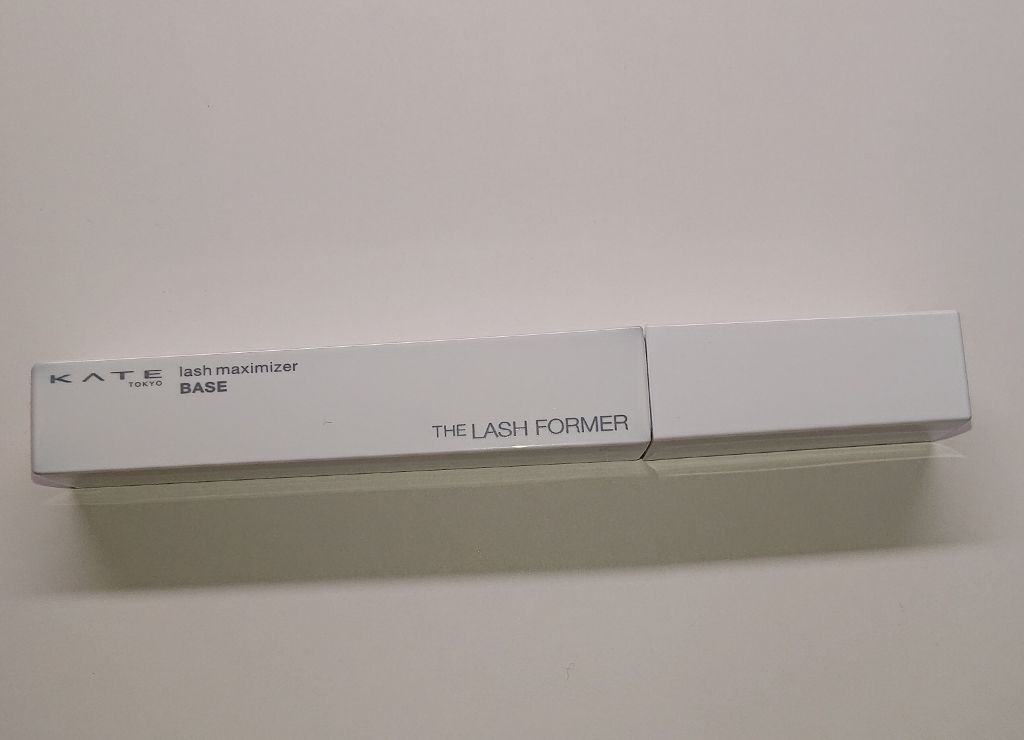 KATE
TOKYO
lash maximizer
BASE
THE LASH FORMER